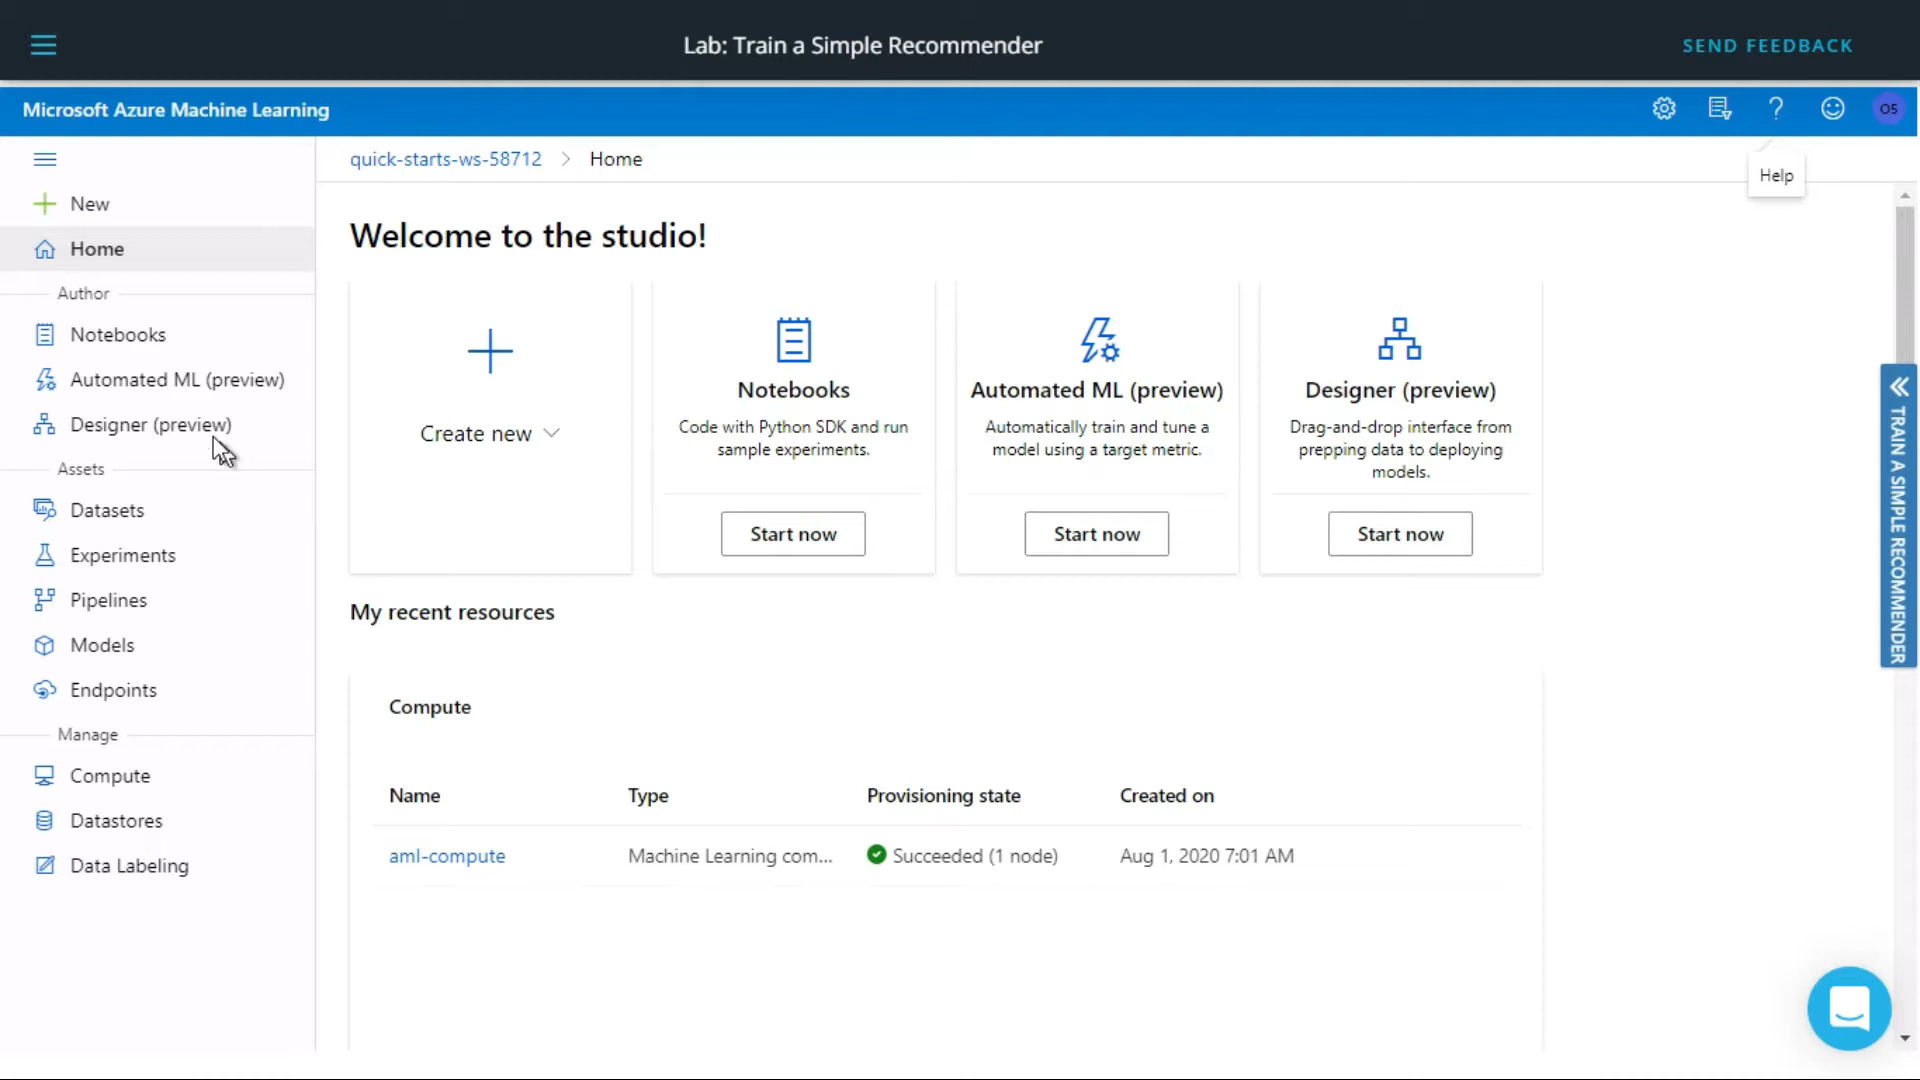 Lab: Train a Simple Recommender
SEND FEEDBACK
Microsoft Azure Machine Learning
?
05
quick-starts-ws-58712 > Home
Help
New
Home
Author
Notebooks
Automated ML (preview)
Designer (preview)
Assets
Datasets
Experiments
Pipelines
Models
Endpoints
Manage
Compute
Datastores
Data Labeling
Welcome to the studio!
Create new
Notebooks
Code with Python SDK and run
sample experiments.
Start now
Automated ML (preview)
Automatically train and tune a
model using a target metric.
Start now
Designer (preview)
Drag-and-drop interface from
prepping data to deploying
models.
Start now
My recent resources
Compute
Name Type Provisioning state Created on
aml-compute Machine Learning com... Succeeded (1 node) Aug 1, 2020 7:01 AM
TRAIN A SIMPLE RECOMMENDER